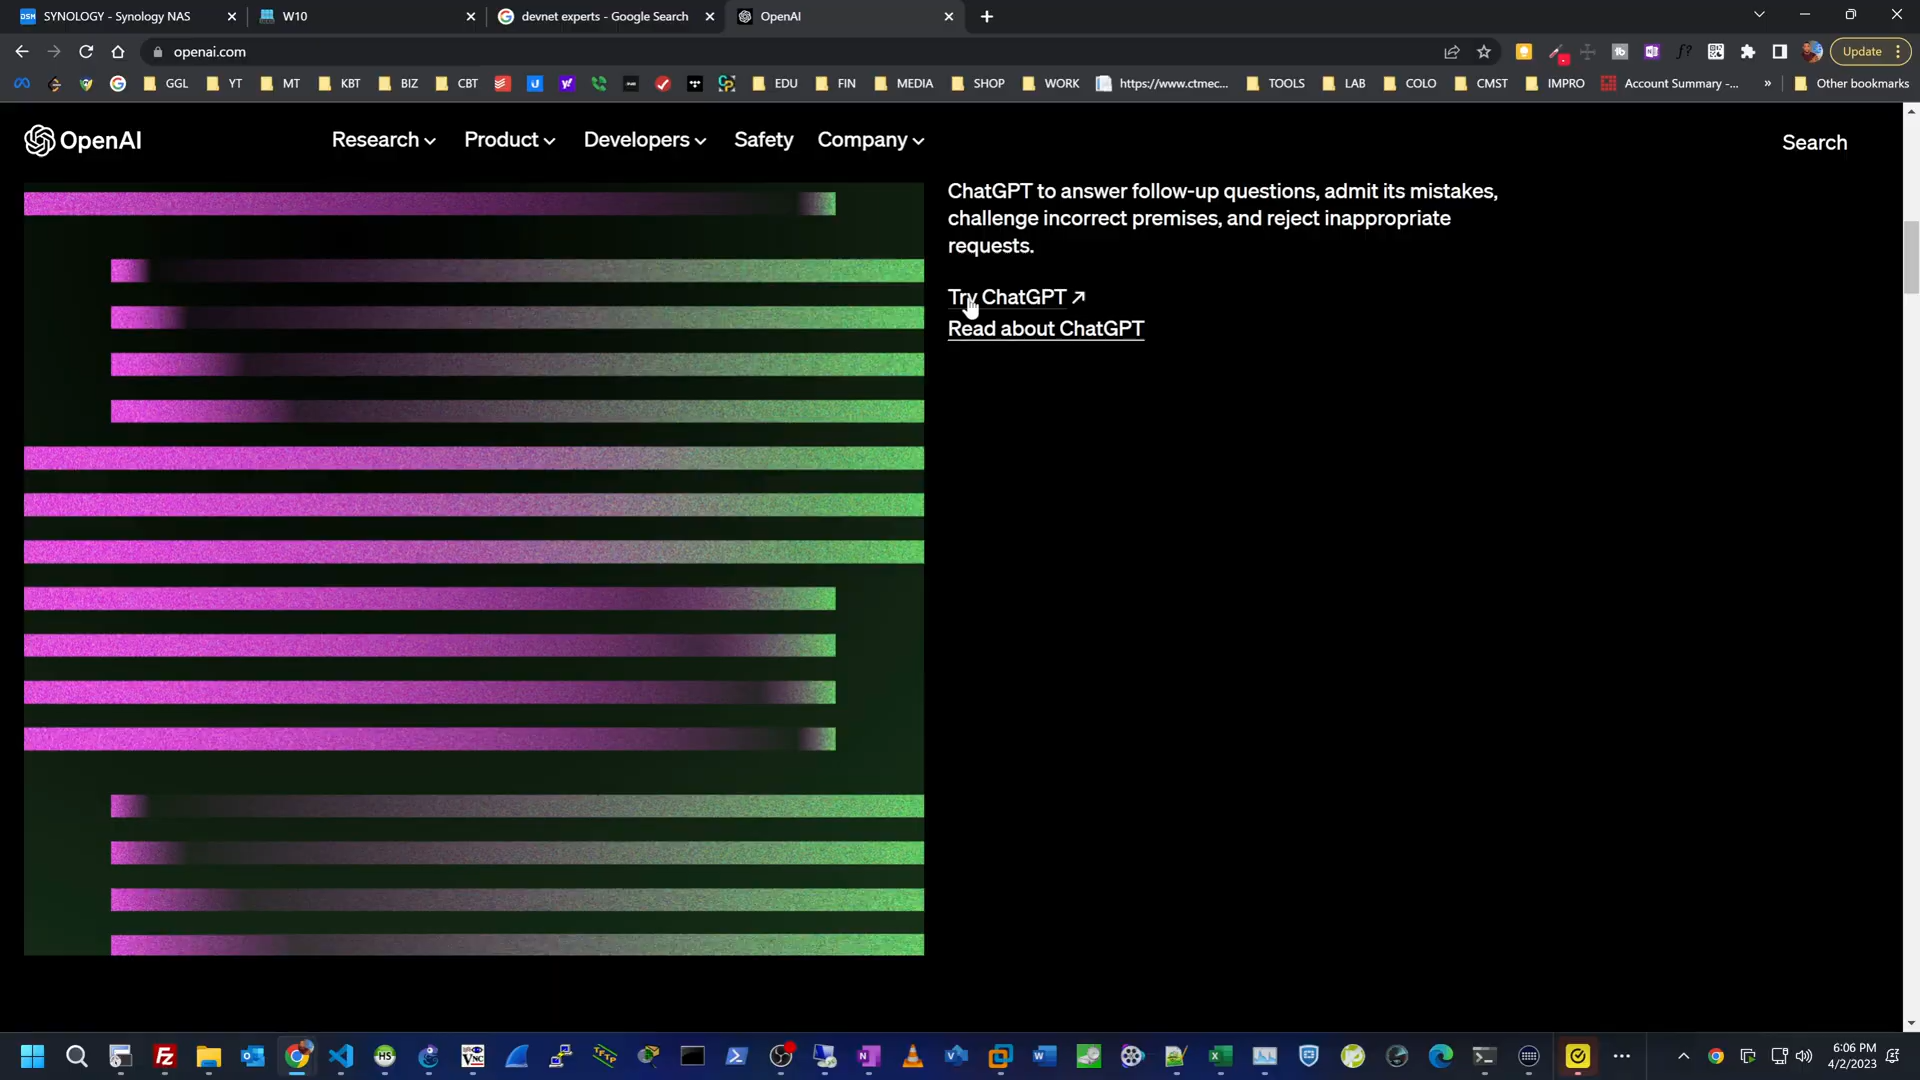 SYNOLOGY - Synology NAS
W10
devnet experts - Google Search
OpenAI
openai.com
Update
GGL
YT
MT
KBT
BIZ
CBT
EDU
FIN
MEDIA
SHOP
WORK
https://www.ctmec...
TOOLS
LAB
COLO
CMST
IMPRO
Account Summary -...
»
Other bookmarks
OpenAI
Research
Product
Developers
Safety
Company
Search
ChatGPT to answer follow-up questions, admit its mistakes,
challenge incorrect premises, and reject inappropriate
requests.
Try ChatGPT ↗
Read about ChatGPT
6:06 PM
4/2/2023